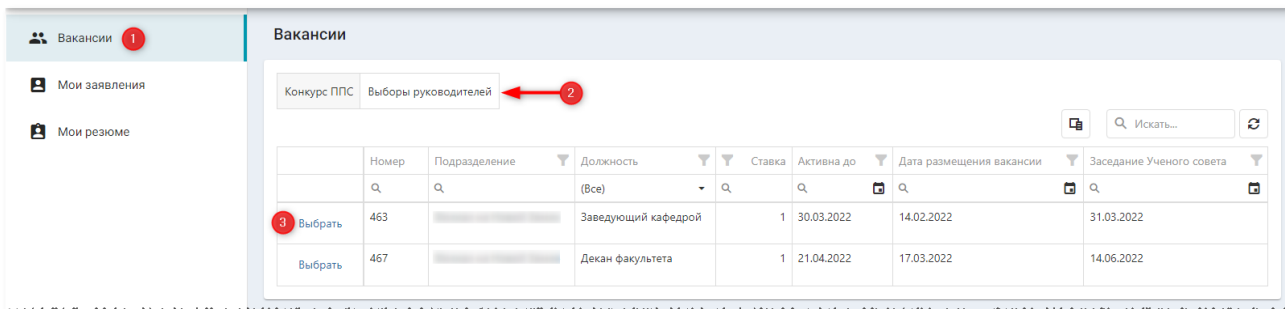 Вакансии 1
Мои заявления
Мои резюме
Вакансии
Конкурс ППС Выборы руководителей 2
Искать...
Номер Подразделение Должность Ставка Активна до Дата размещения вакансии Заседание Ученого совета
(Все)
3 Выбрать 463 Заведующий кафедрой 1 30.03.2022 14.02.2022 31.03.2022
Выбрать 467 Декан факультета 1 21.04.2022 17.03.2022 14.06.2022